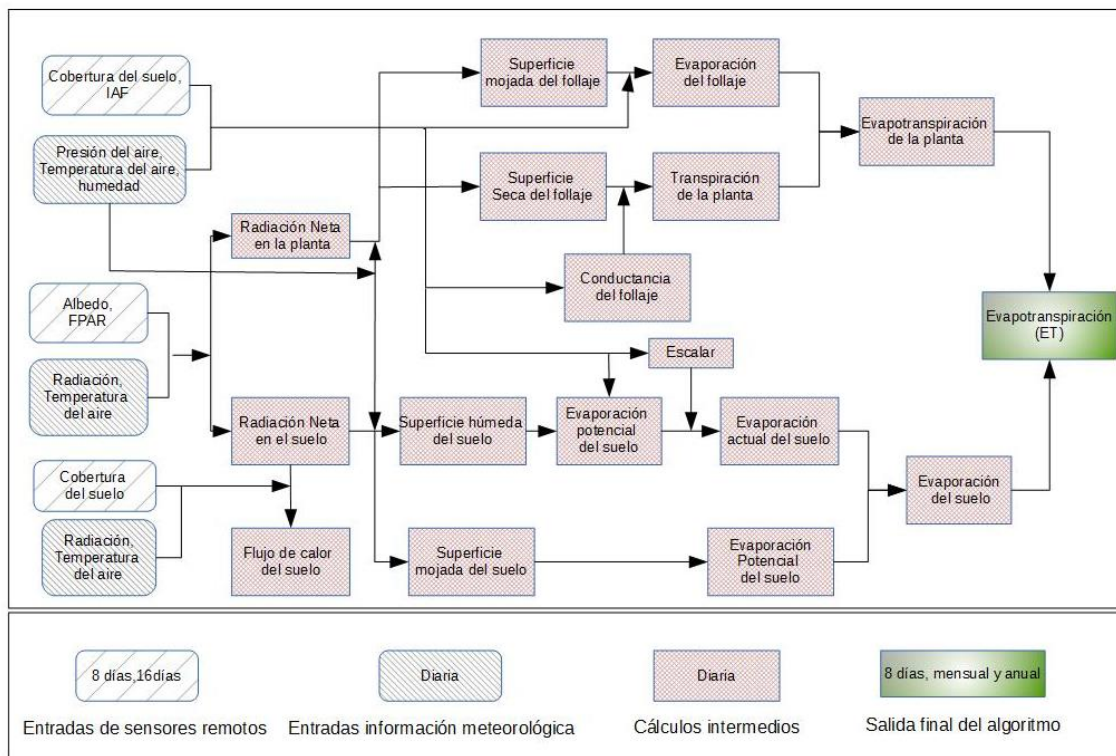 Cobertura del suelo,
IAF
Presión del aire,
Temperatura del aire,
humedad
Albedo,
FPAR
Radiación,
Temperatura
del aire
Cobertura
del suelo
Radiación,
Temperatura
del aire
Radiación Neta
en la planta
Radiación Neta
en el suelo
Flujo de calor
del suelo
Superficie
mojada del follaje
Superficie
Seca del follaje
Conductancia
del follaje
Escalar
Superficie húmeda
del suelo
Evaporación
potencial
del suelo
Superficie
mojada del suelo
Evaporación
del follaje
Transpiración
de la planta
Evaporación
actual del suelo
Evaporación
Potencial
del suelo
Evapotranspiración
de la planta
Evaporación
del suelo
Evapotranspiración
(ET)
8 días,16días
Entradas de sensores remotos
Diaria
Entradas información meteorológica
Diaría
Cálculos intermedios
8 días, mensual y anual
Salida final del algoritmo